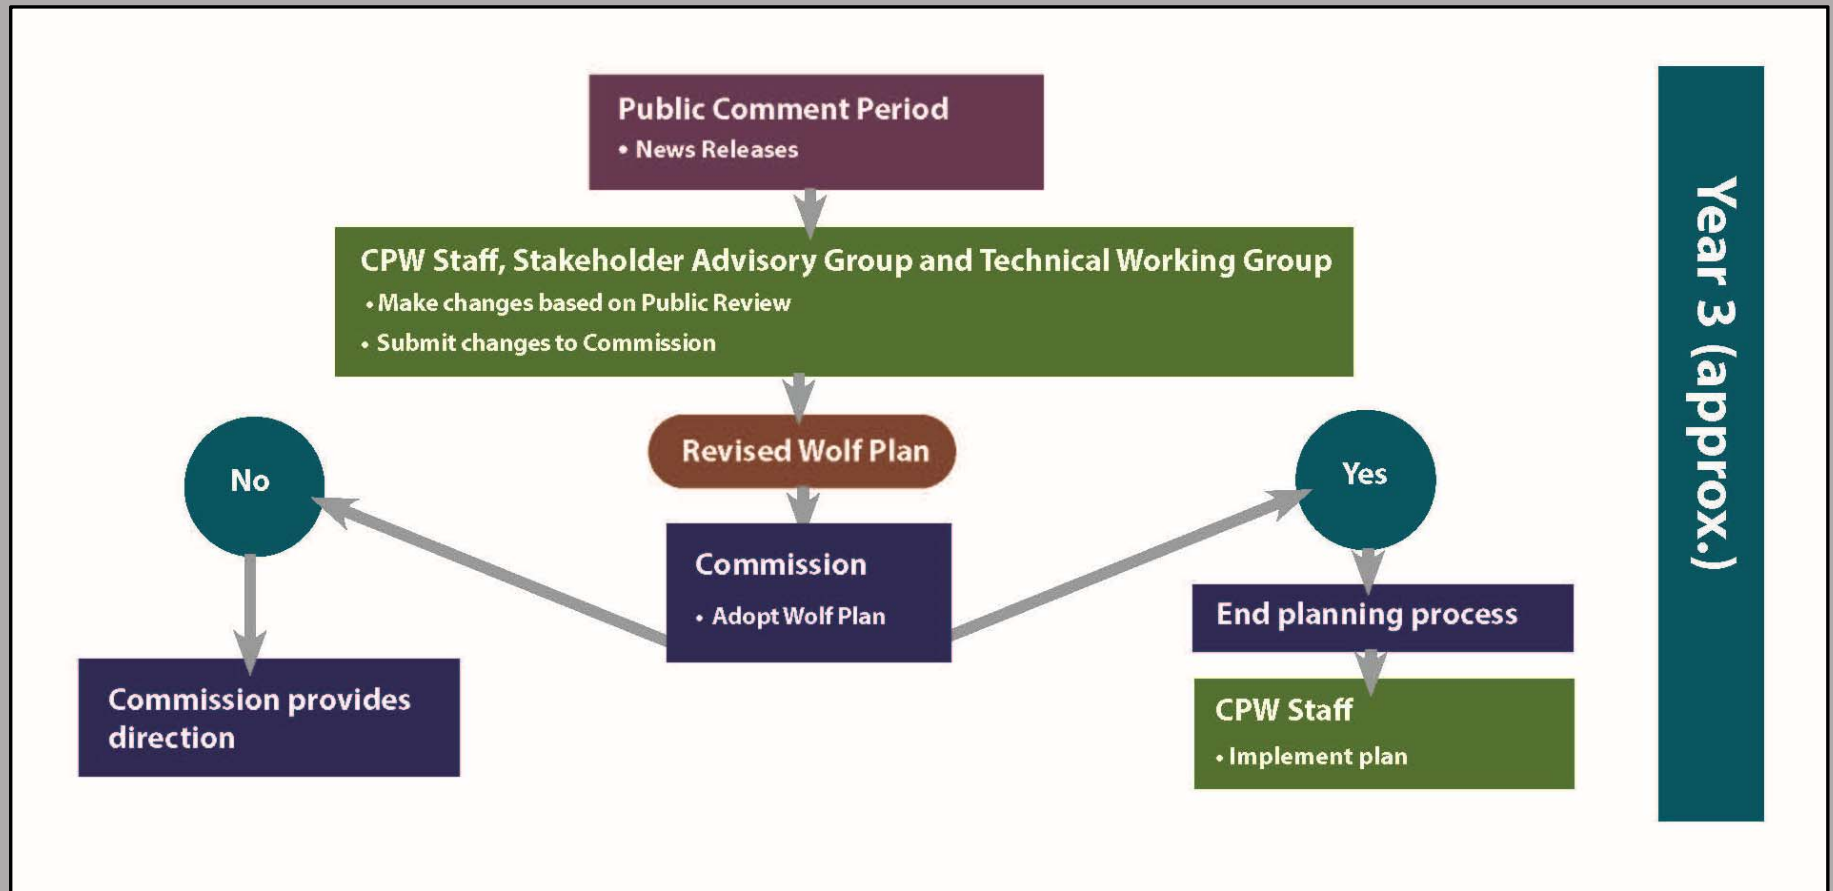 Public Comment Period
• News Releases
CPW Staff, Stakeholder Advisory Group and Technical Working Group
• Make changes based on Public Review
• Submit changes to Commission
Revised Wolf Plan
No
Yes
Commission
• Adopt Wolf Plan
Commission provides
direction
End planning process
CPW Staff
• Implement plan
Year 3 (approx.)